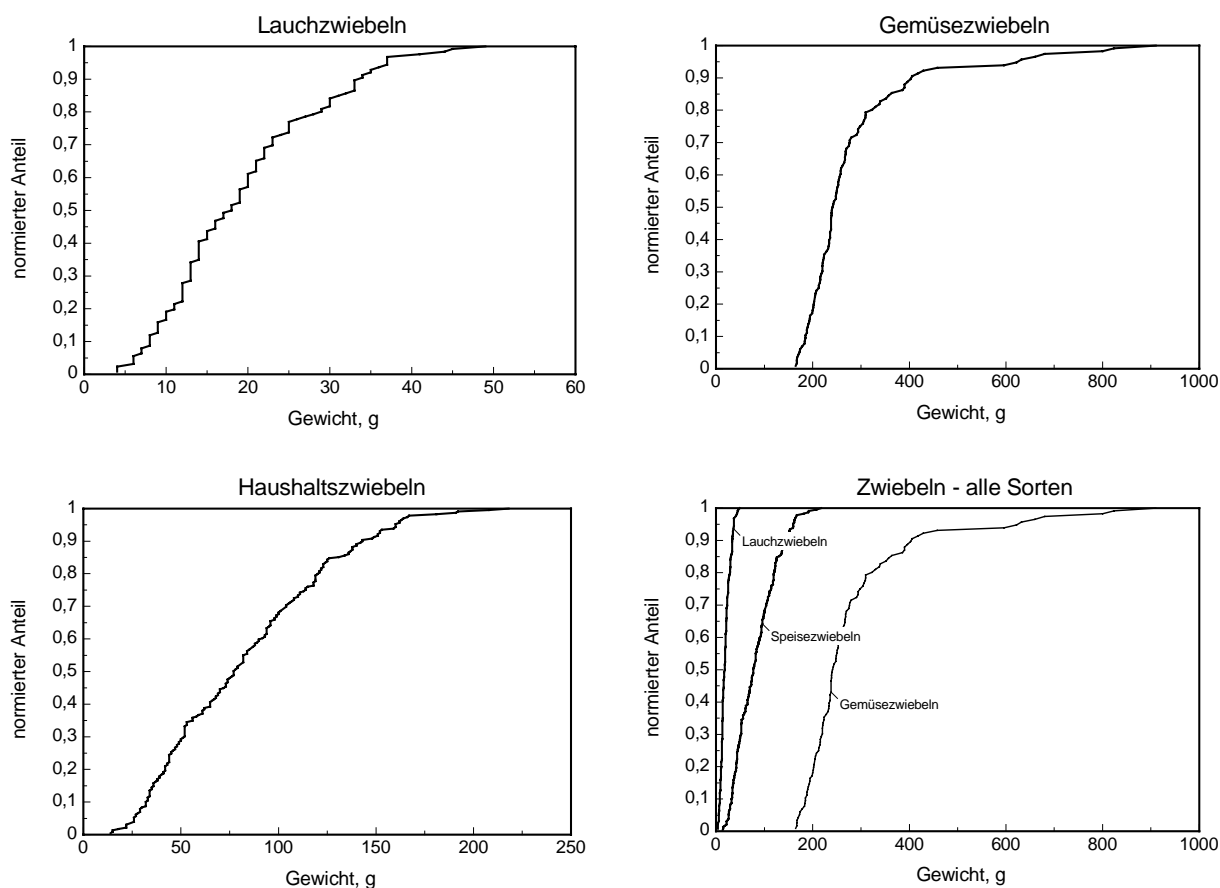 Lauchzwiebeln
1
0,9
0,8
0,7
0,6
0,5
0,4
0,3
0,2
0,1
0
normierter Anteil
0 10 20 30 40 50 60
Gewicht, g
Gemüsezwiebeln
1
0,9
0,8
0,7
0,6
0,5
0,4
0,3
0,2
0,1
0
normierter Anteil
0 200 400 600 800 1000
Gewicht, g
Haushaltszwiebeln
1
0,9
0,8
0,7
0,6
0,5
0,4
0,3
0,2
0,1
0
normierter Anteil
0 50 100 150 200 250
Gewicht, g
Zwiebeln - alle Sorten
1
0,9
0,8
0,7
0,6
0,5
0,4
0,3
0,2
0,1
0
normierter Anteil
Lauchzwiebeln
Speisezwiebeln
Gemüsezwiebeln
0 200 400 600 800 1000
Gewicht, g